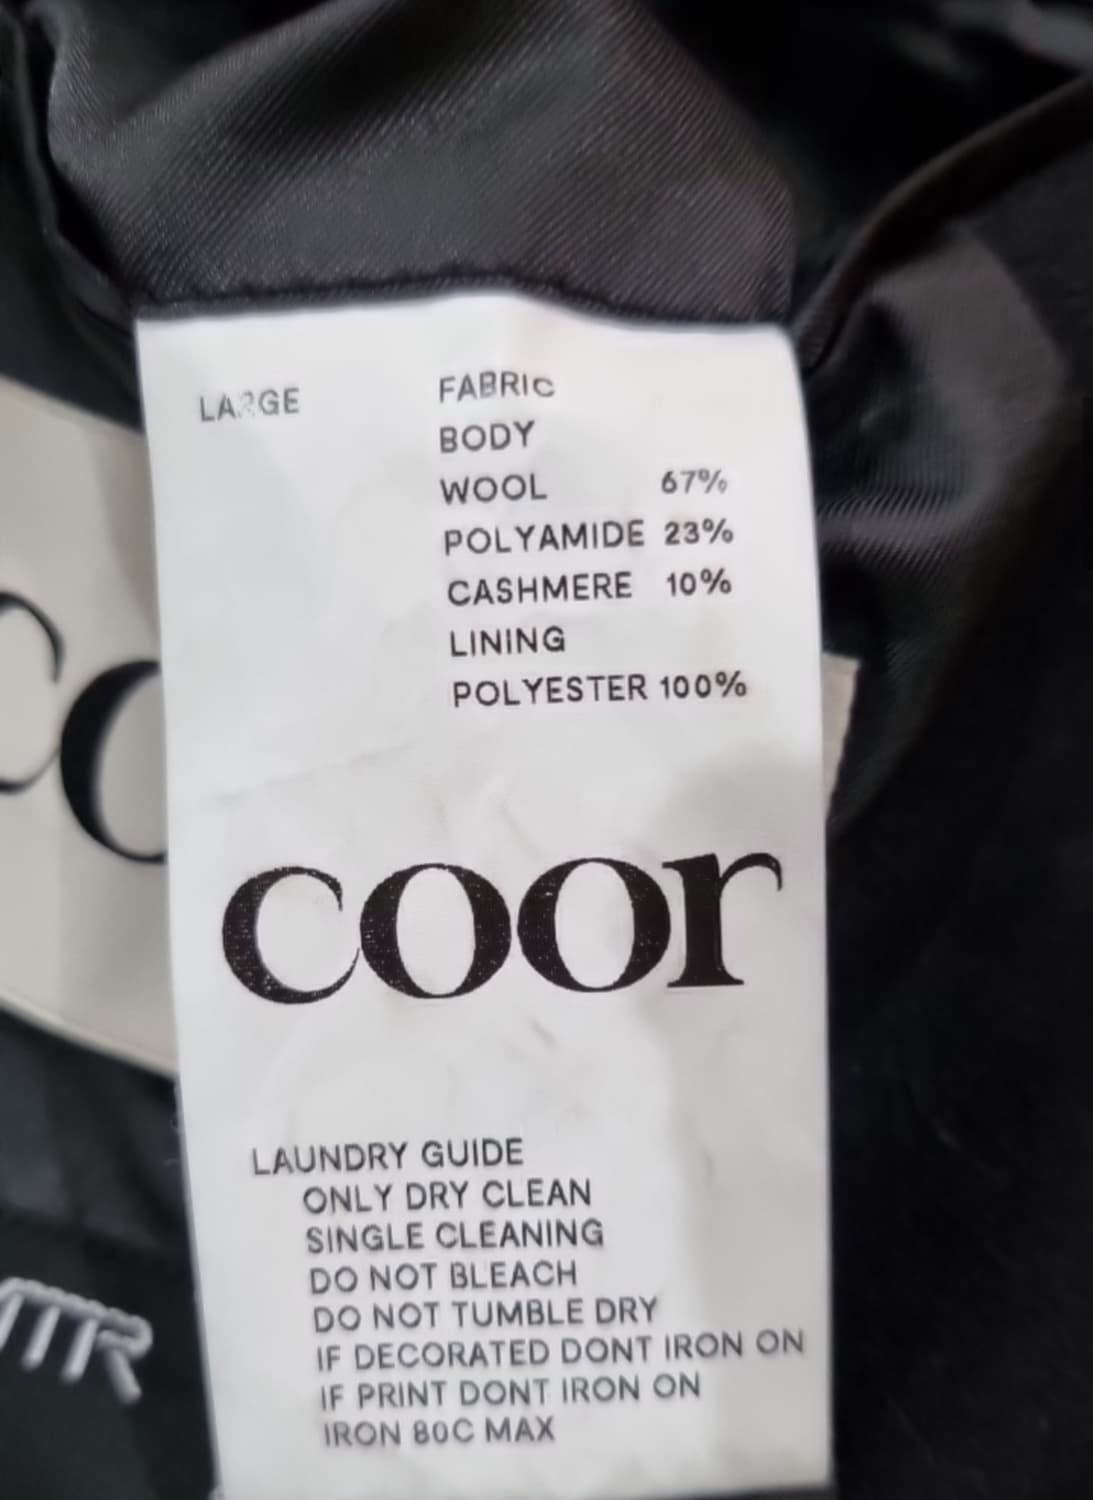 LARGE
FABRIC
BODY
WOOL 67%
POLYAMIDE 23%
CASHMERE 10%
LINING
POLYESTER 100%
coor
LAUNDRY GUIDE
ONLY DRY CLEAN
SINGLE CLEANING
DO NOT BLEACH
DO NOT TUMBLE DRY
IF DECORATED DONT IRON ON
IF PRINT DONT IRON ON
IRON 80C MAX